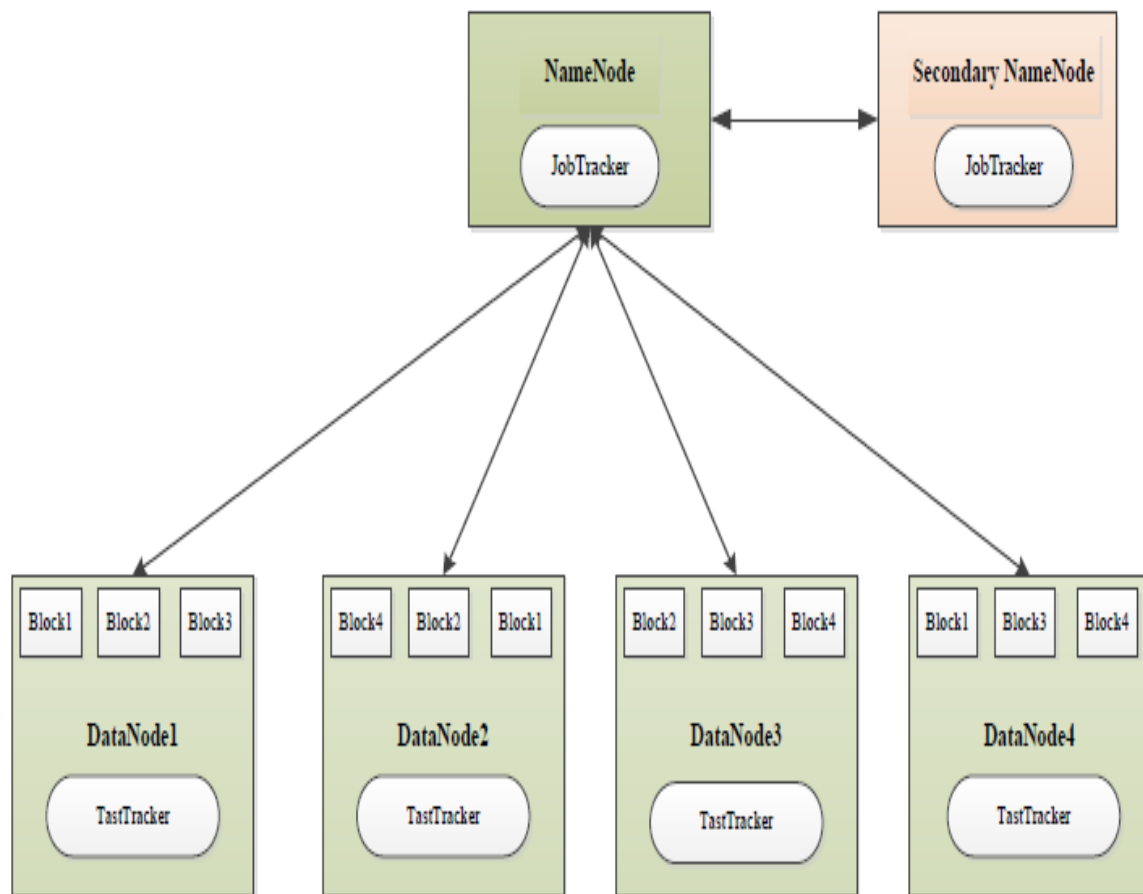 NameNode
Secondary NameNode
JobTracker
JobTracker
Block1 Block2 Block3
Block4 Block2 Block1
Block2 Block3 Block4
Block1 Block3 Block4
DataNode1
DataNode2
DataNode3
DataNode4
TastTracker
TastTracker
TastTracker
TastTracker